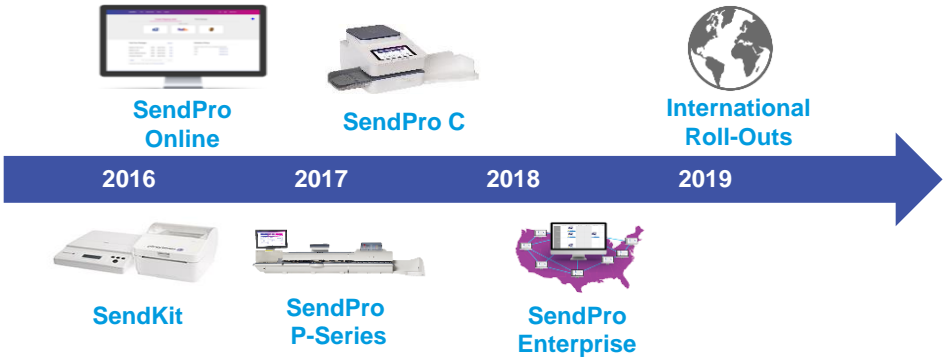 SendPro
Online
SendPro C
International
Roll-Outs
2016
2017
2018
2019
SendKit
SendPro
P-Series
SendPro
Enterprise